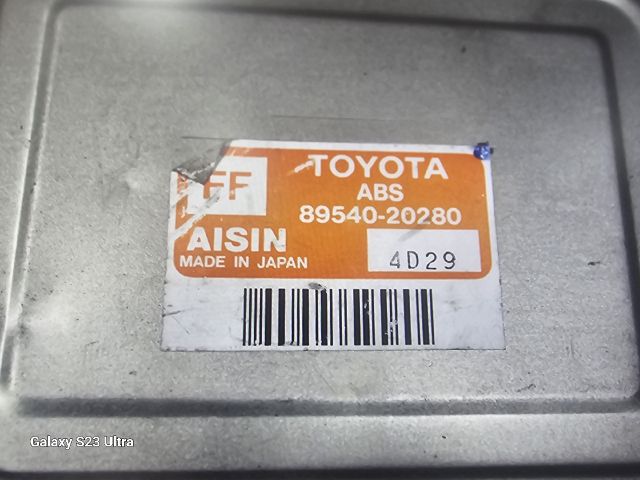 FF
TOYOTA
ABS
89540-20280
AISIN
MADE IN JAPAN
4D29
Galaxy S23 Ultra